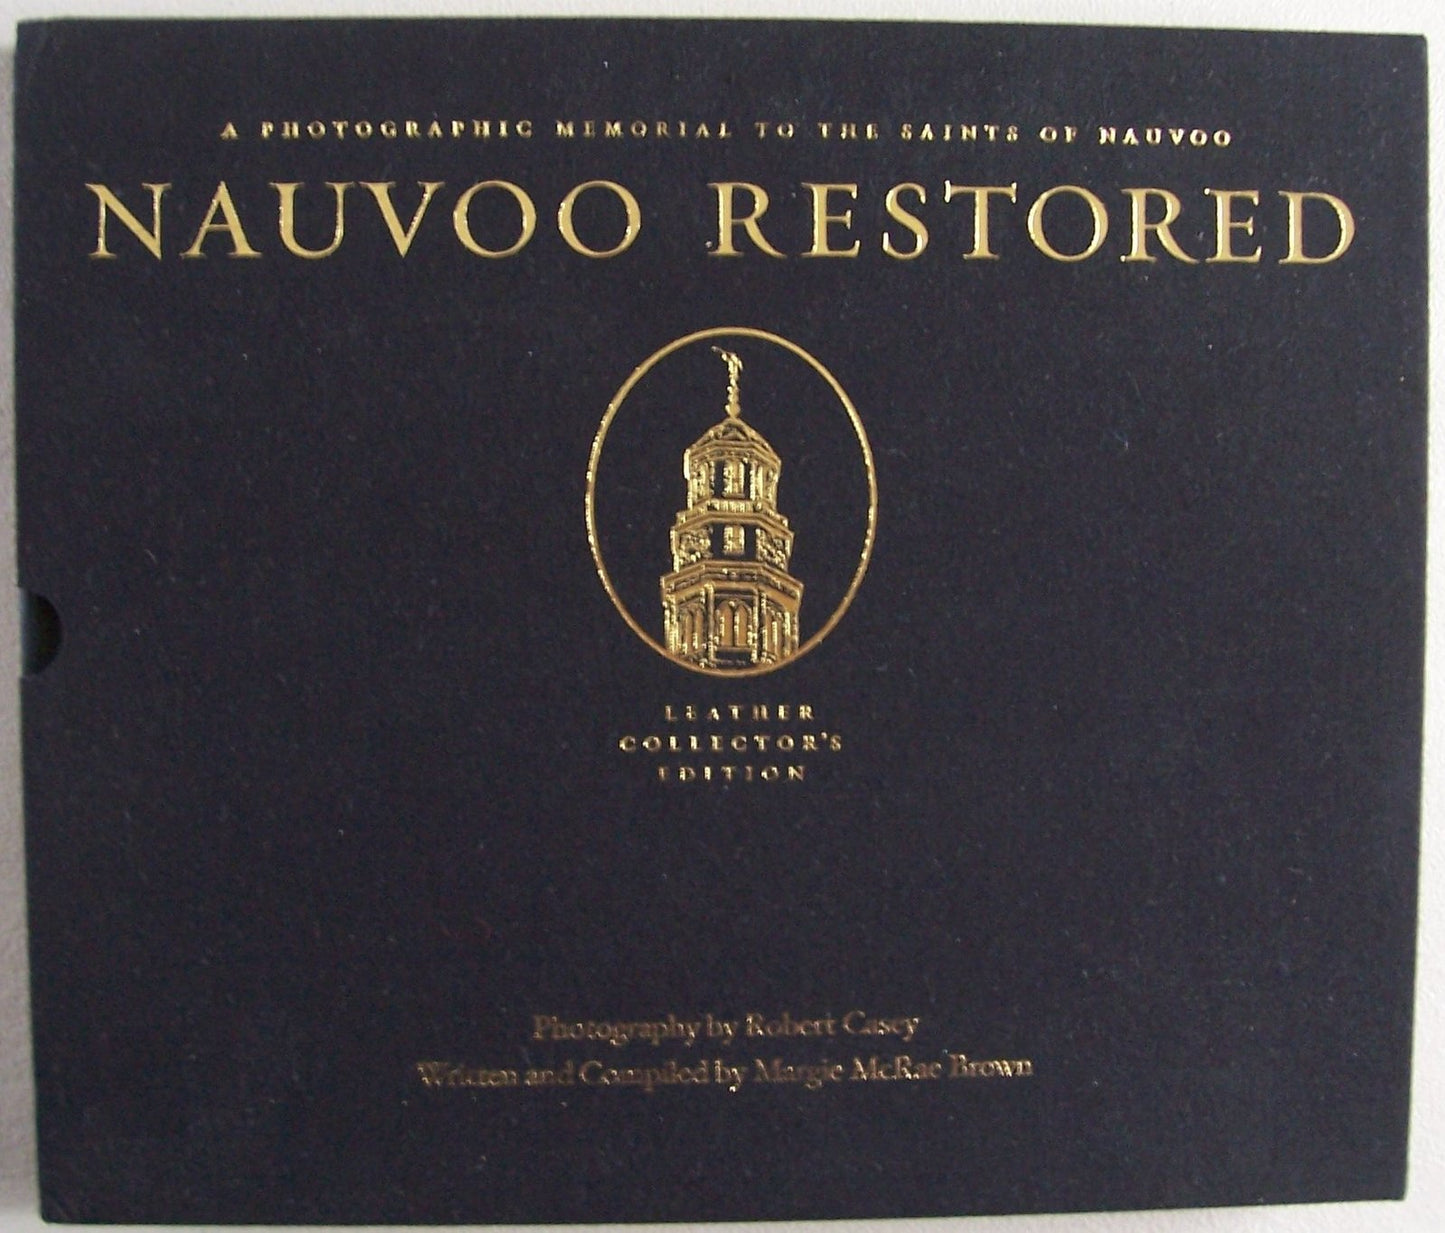 A PHOTOGRAPHIC MEMORIAL TO THE SAINTS OF NAUVOO
NAUVOO RESTORED
LEATHER
COLLECTOR'S
EDITION
Photography by Robert Casey
Written and Compiled by Margie McRae Brown